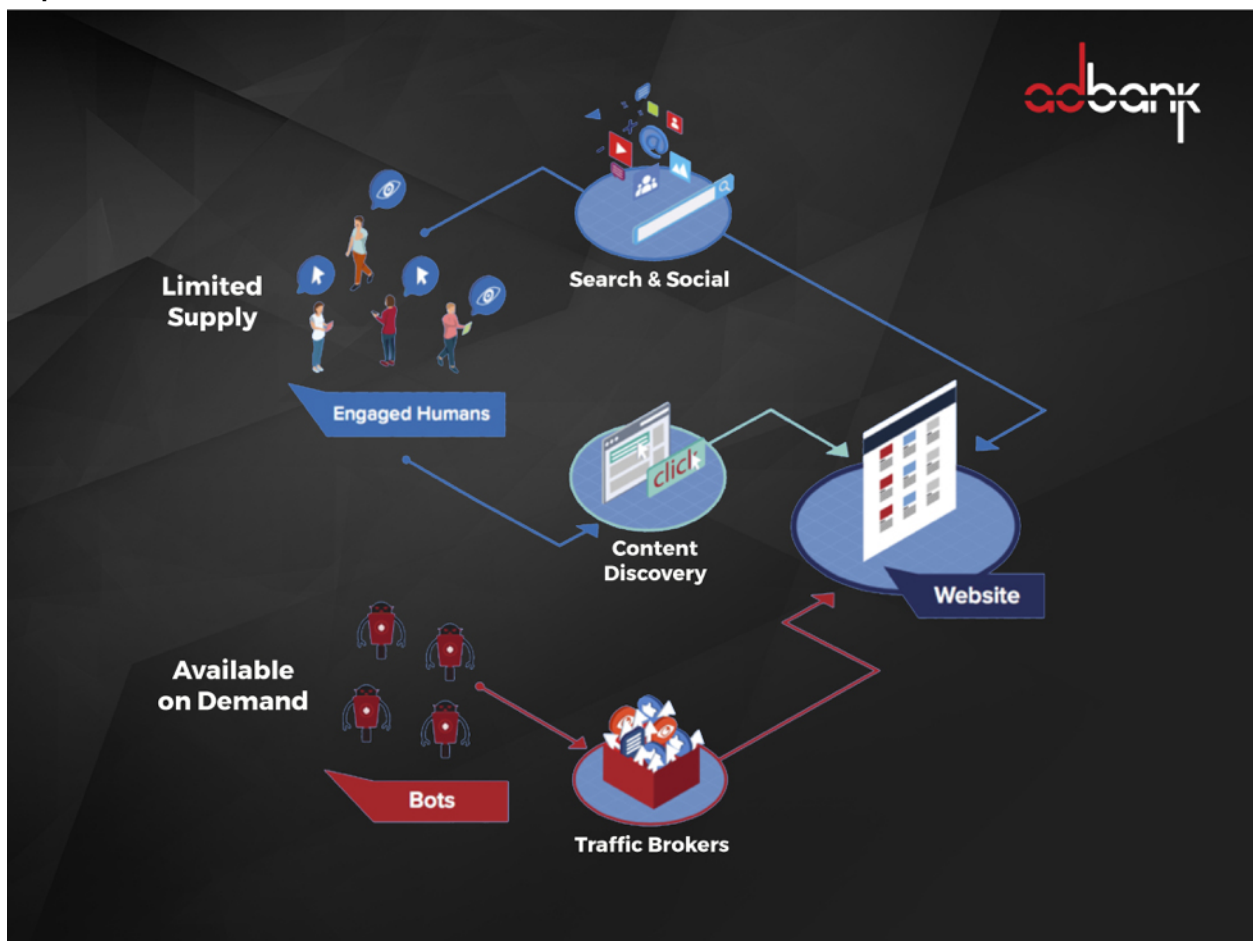 adbank
Search & Social
Limited
Supply
Engaged Humans
click
Content
Discovery
Website
Available
on Demand
Bots
Traffic Brokers